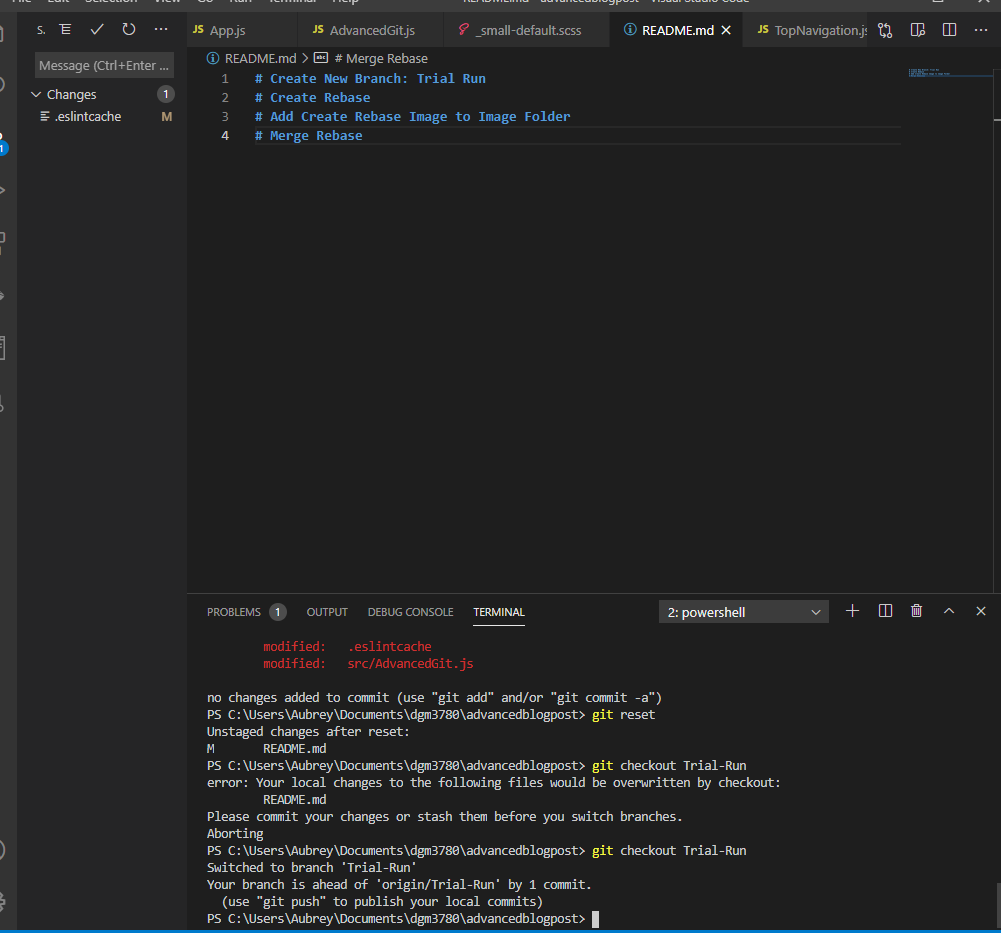 File Edit Selection View Go Run Terminal Help README.md - advancedblogpost - Visual Studio Code
S.
JS App.js
JS AdvancedGit.js
_small-default.scss
README.md
JS TopNavigation.js
Message (Ctrl+Enter ...
README.md > # Merge Rebase
Changes 1
.eslintcache M
1
1 # Create New Branch: Trial Run
2 # Create Rebase
3 # Add Create Rebase Image to Image Folder
4 # Merge Rebase
PROBLEMS 1 OUTPUT DEBUG CONSOLE TERMINAL 2: powershell
modified: .eslintcache
modified: src/AdvancedGit.js
no changes added to commit (use "git add" and/or "git commit -a")
PS C:\Users\Aubrey\Documents\dgm3780\advancedblogpost> git reset
Unstaged changes after reset:
M README.md
PS C:\Users\Aubrey\Documents\dgm3780\advancedblogpost> git checkout Trial-Run
error: Your local changes to the following files would be overwritten by checkout:
README.md
Please commit your changes or stash them before you switch branches.
Aborting
PS C:\Users\Aubrey\Documents\dgm3780\advancedblogpost> git checkout Trial-Run
Switched to branch 'Trial-Run'
Your branch is ahead of 'origin/Trial-Run' by 1 commit.
(use "git push" to publish your local commits)
PS C:\Users\Aubrey\Documents\dgm3780\advancedblogpost>